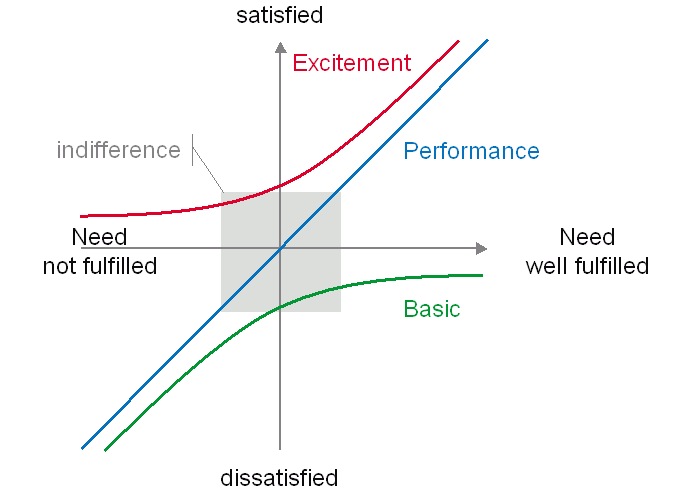 satisfied
Excitement
indifference
Performance
Need
not fulfilled
Need
well fulfilled
Basic
dissatisfied